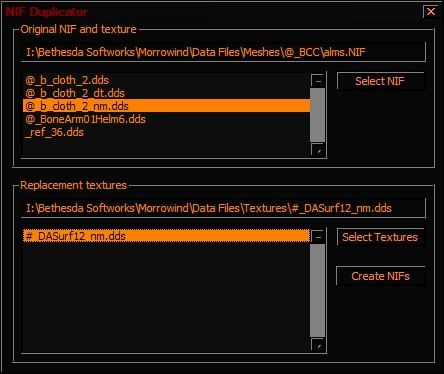 NIF Duplicator
Original NIF and texture
I:\Bethesda Softworks\Morrowind\Data Files\Meshes\@_BCC\alms.NIF
@_b_cloth_2.dds
Select NIF
@_b_cloth_2_dt.dds
@_b_cloth_2_nm.dds
@_BoneArm01Helm6.dds
_ref_36.dds
Replacement textures
I:\Bethesda Softworks\Morrowind\Data Files\Textures\#_DASurf12_nm.dds
#_DASurf12_nm.dds
Select Textures
Create NIFs